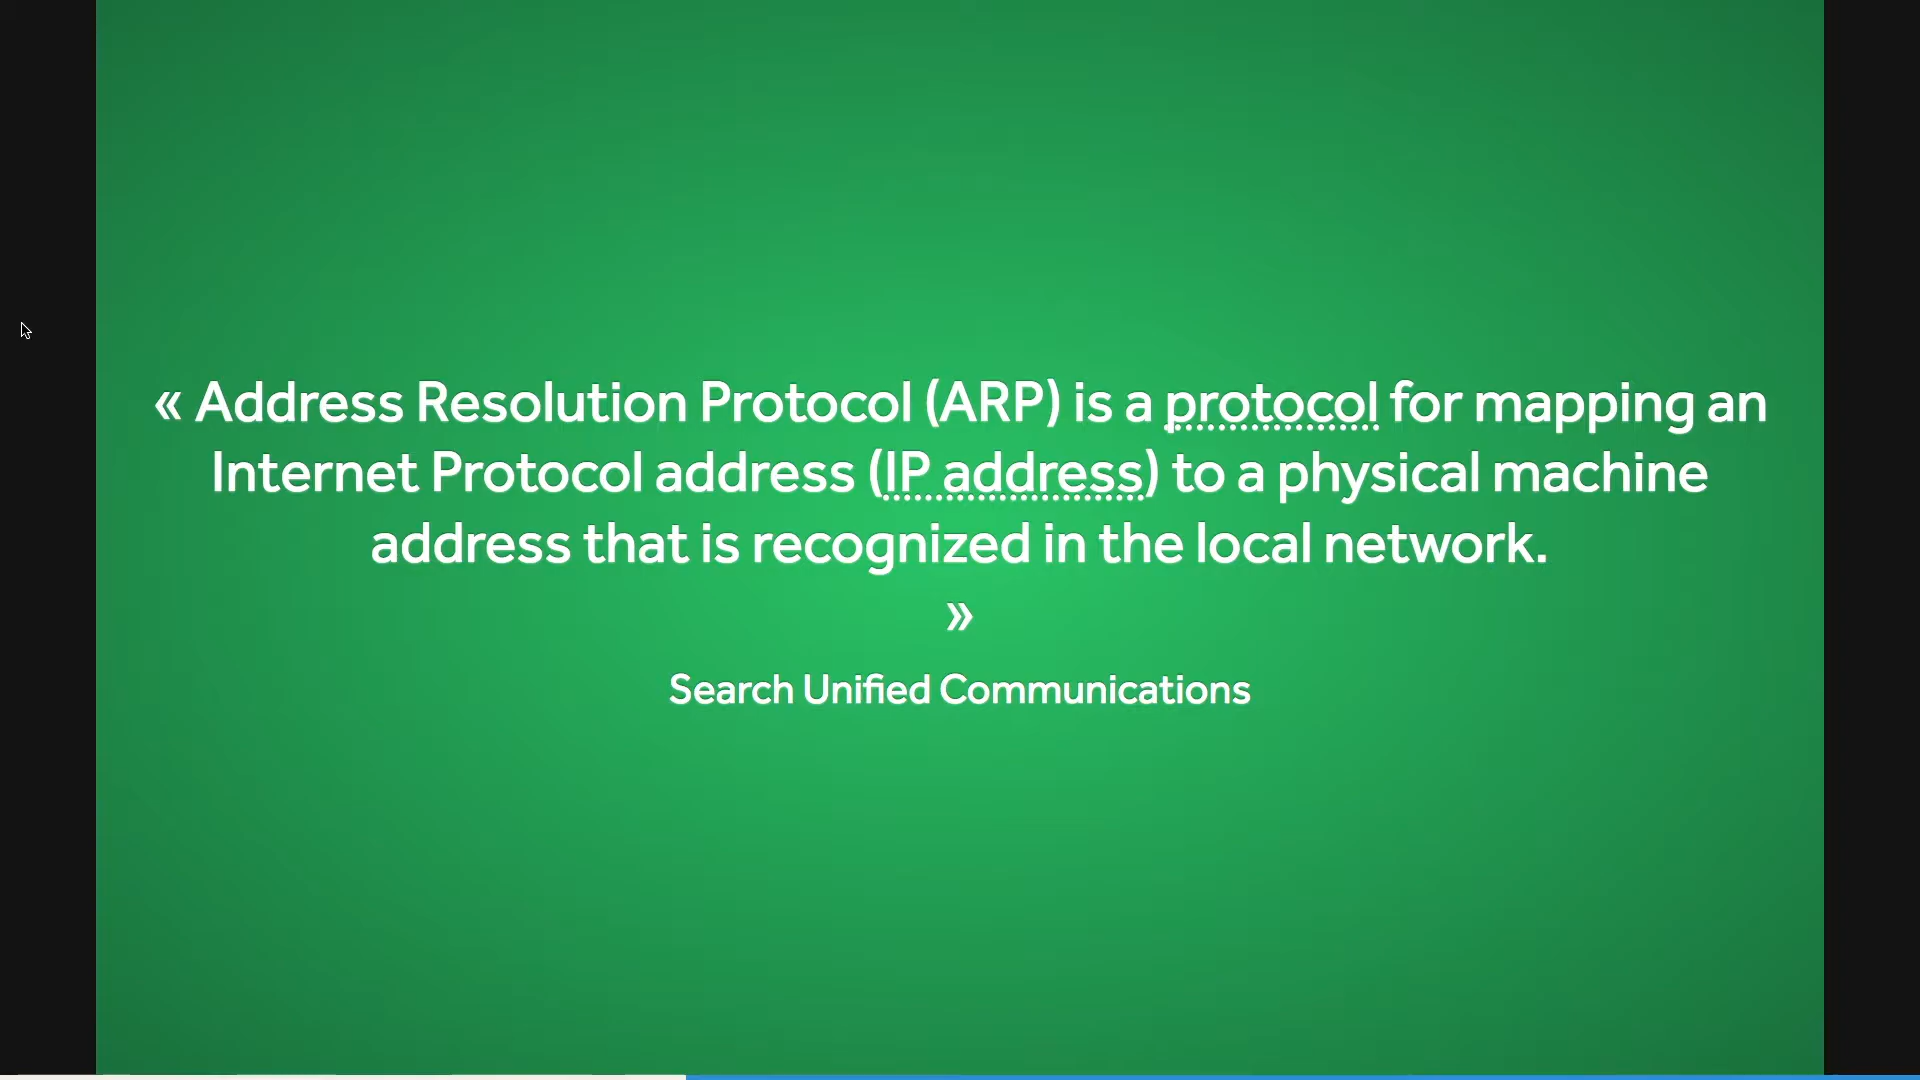 « Address Resolution Protocol (ARP) is a protocol for mapping an
Internet Protocol address (IP address) to a physical machine
address that is recognized in the local network.
»
Search Unified Communications